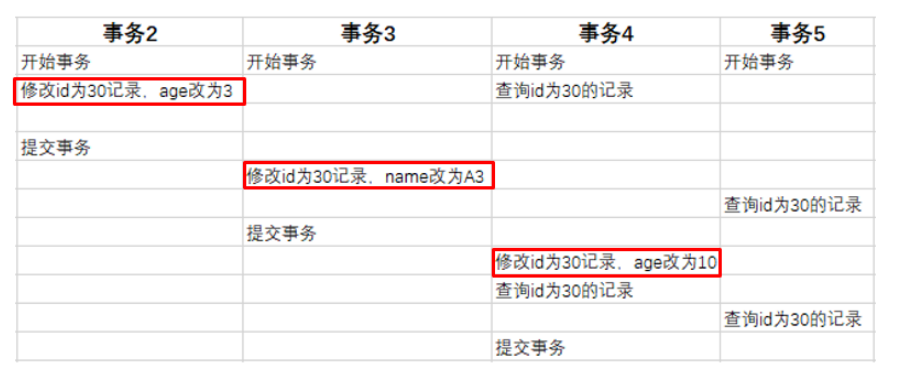 事务2 事务3 事务4 事务5
开始事务 开始事务 开始事务 开始事务
修改id为30记录，age改为3 查询id为30的记录
提交事务
修改id为30记录，name改为A3
查询id为30的记录
提交事务
修改id为30记录，age改为10
查询id为30的记录
查询id为30的记录
提交事务